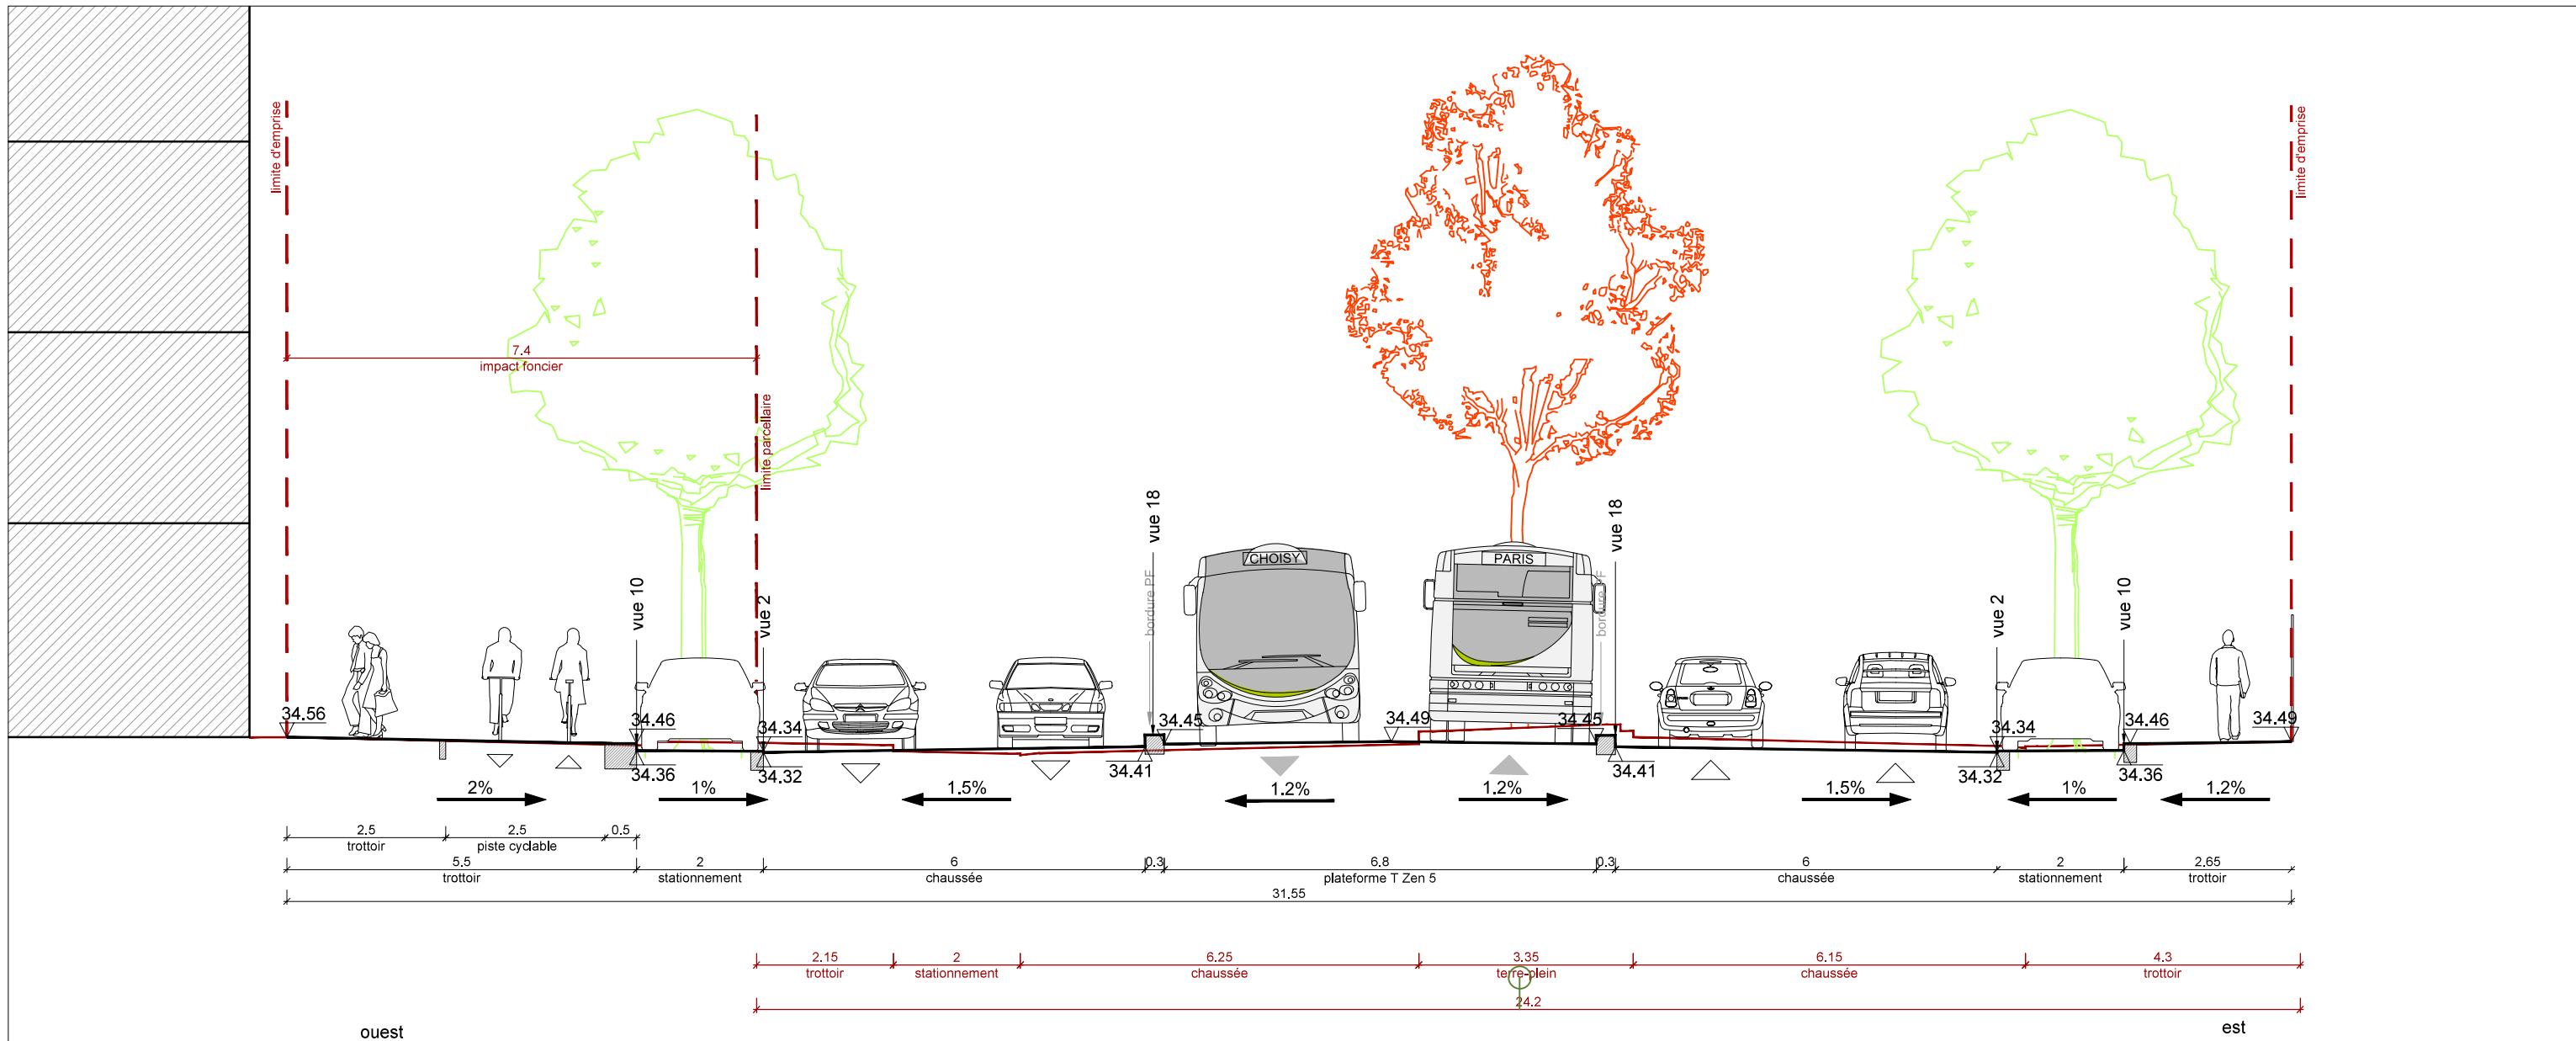 limite d'emprise
limite d'emprise
7.4
impact foncier
limite parcellaire
vue 10
vue 2
vue 18
bordure PF
CHOISY
PARIS
vue 18
bordure PF
vue 2
vue 10
34.56
34.46
34.34
34.45
34.49
34.45
34.34
34.46
34.49
34.36
34.32
34.41
34.41
34.32
34.36
2%
1%
1.5%
1.2%
1.2%
1.5%
1%
1.2%
2.5
2.5
0.5
trottoir
piste cyclable
5.5
2
6
0.3
6.8
0.3
6
2
2.65
trottoir
stationnement
chaussée
plateforme T Zen 5
chaussée
stationnement
trottoir
31.55
2.15
2
6.25
3.35
6.15
4.3
trottoir
stationnement
chaussée
terre-plein
chaussée
trottoir
24.2
ouest
est